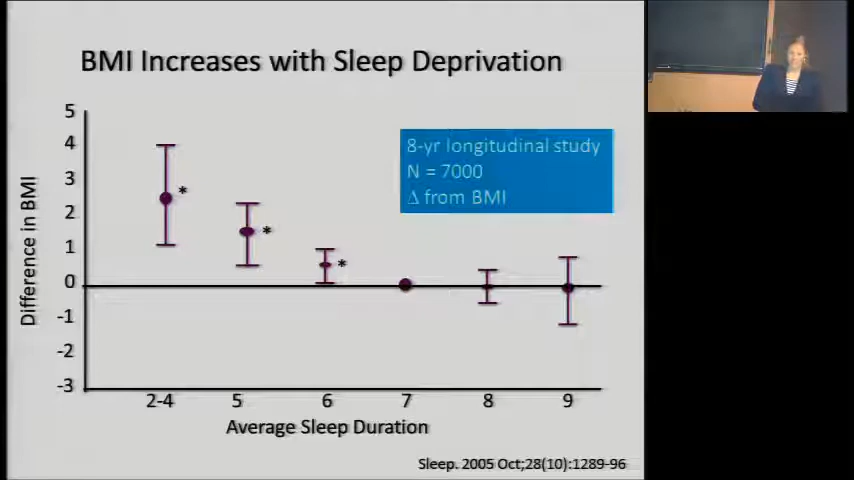 BMI Increases with Sleep Deprivation
8-yr longitudinal study
N = 7000
Δ from BMI
Difference in BMI
5
4
3
2
1
0
-1
-2
-3
*
*
*
2-4 5 6 7 8 9
Average Sleep Duration
Sleep. 2005 Oct;28(10):1289-96